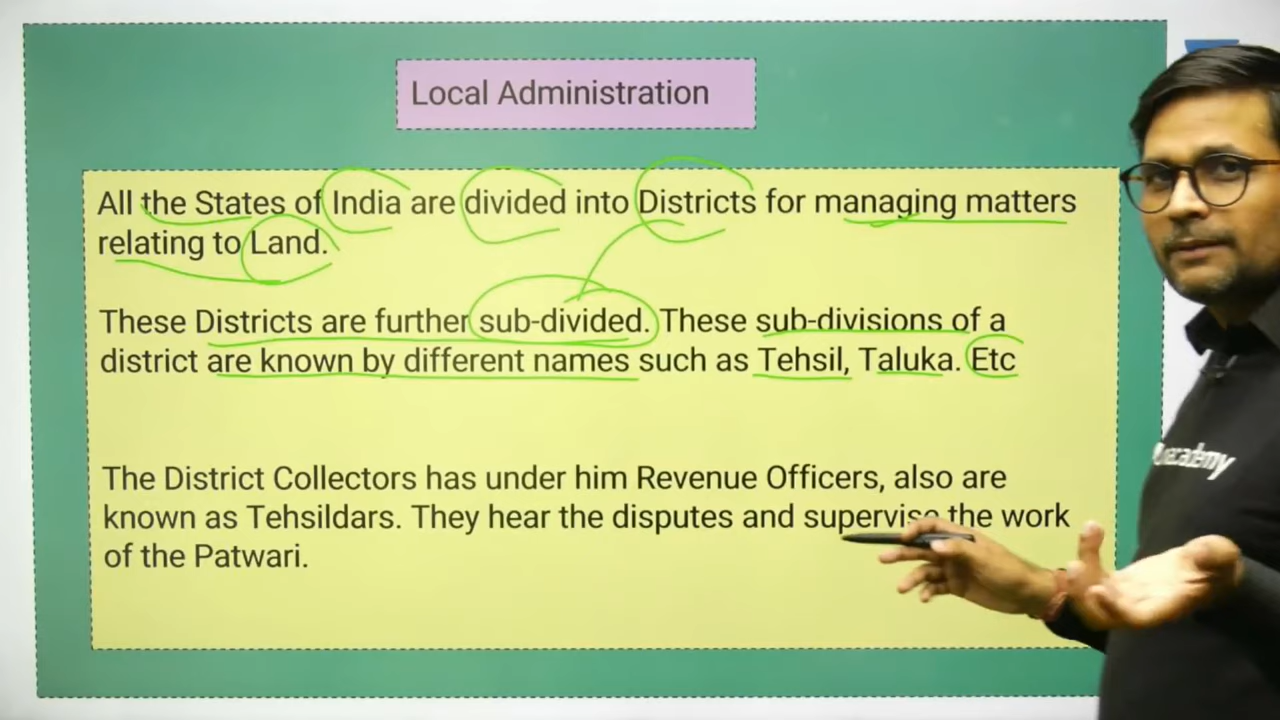 Local Administration
All the States of India are divided into Districts for managing matters
relating to Land.
These Districts are further sub-divided. These sub-divisions of a
district are known by different names such as Tehsil, Taluka. Etc
The District Collectors has under him Revenue Officers, also are
known as Tehsildars. They hear the disputes and supervise the work
of the Patwari.